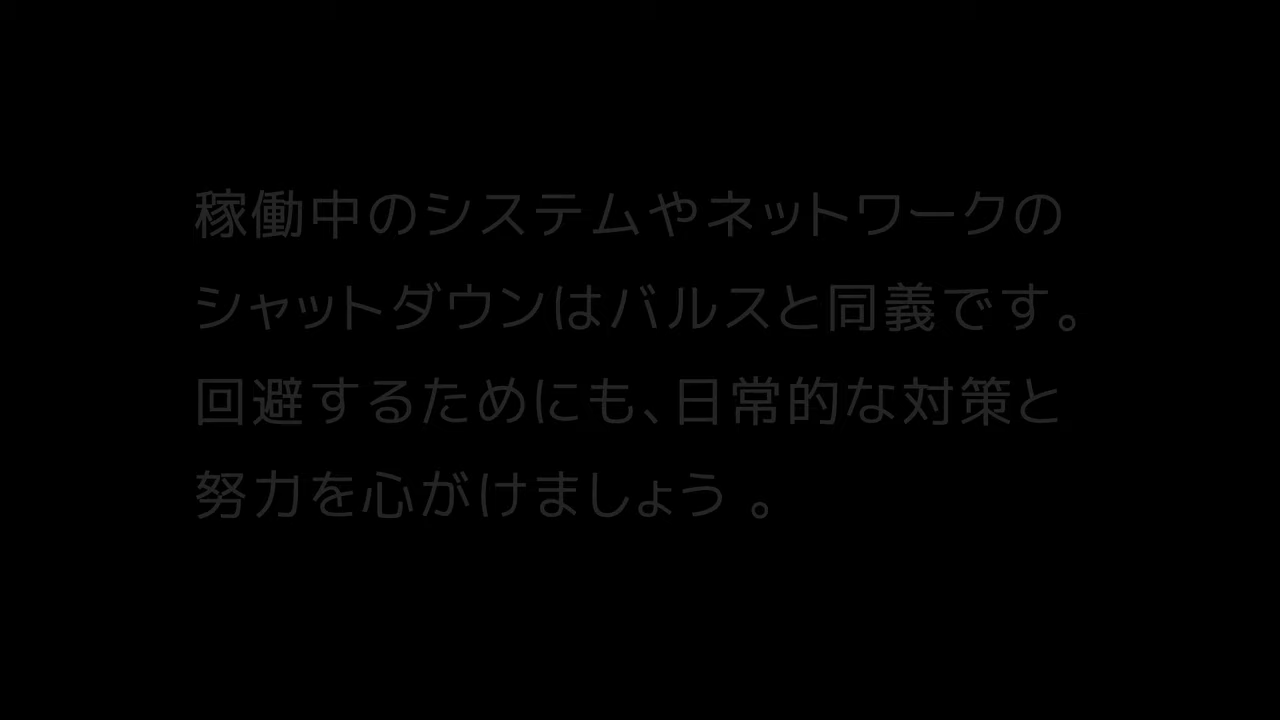 稼働中のシステムやネットワークの
シャットダウンはバルスと同義です。
回避するためにも、日常的な対策と
努力を心がけましょう 。